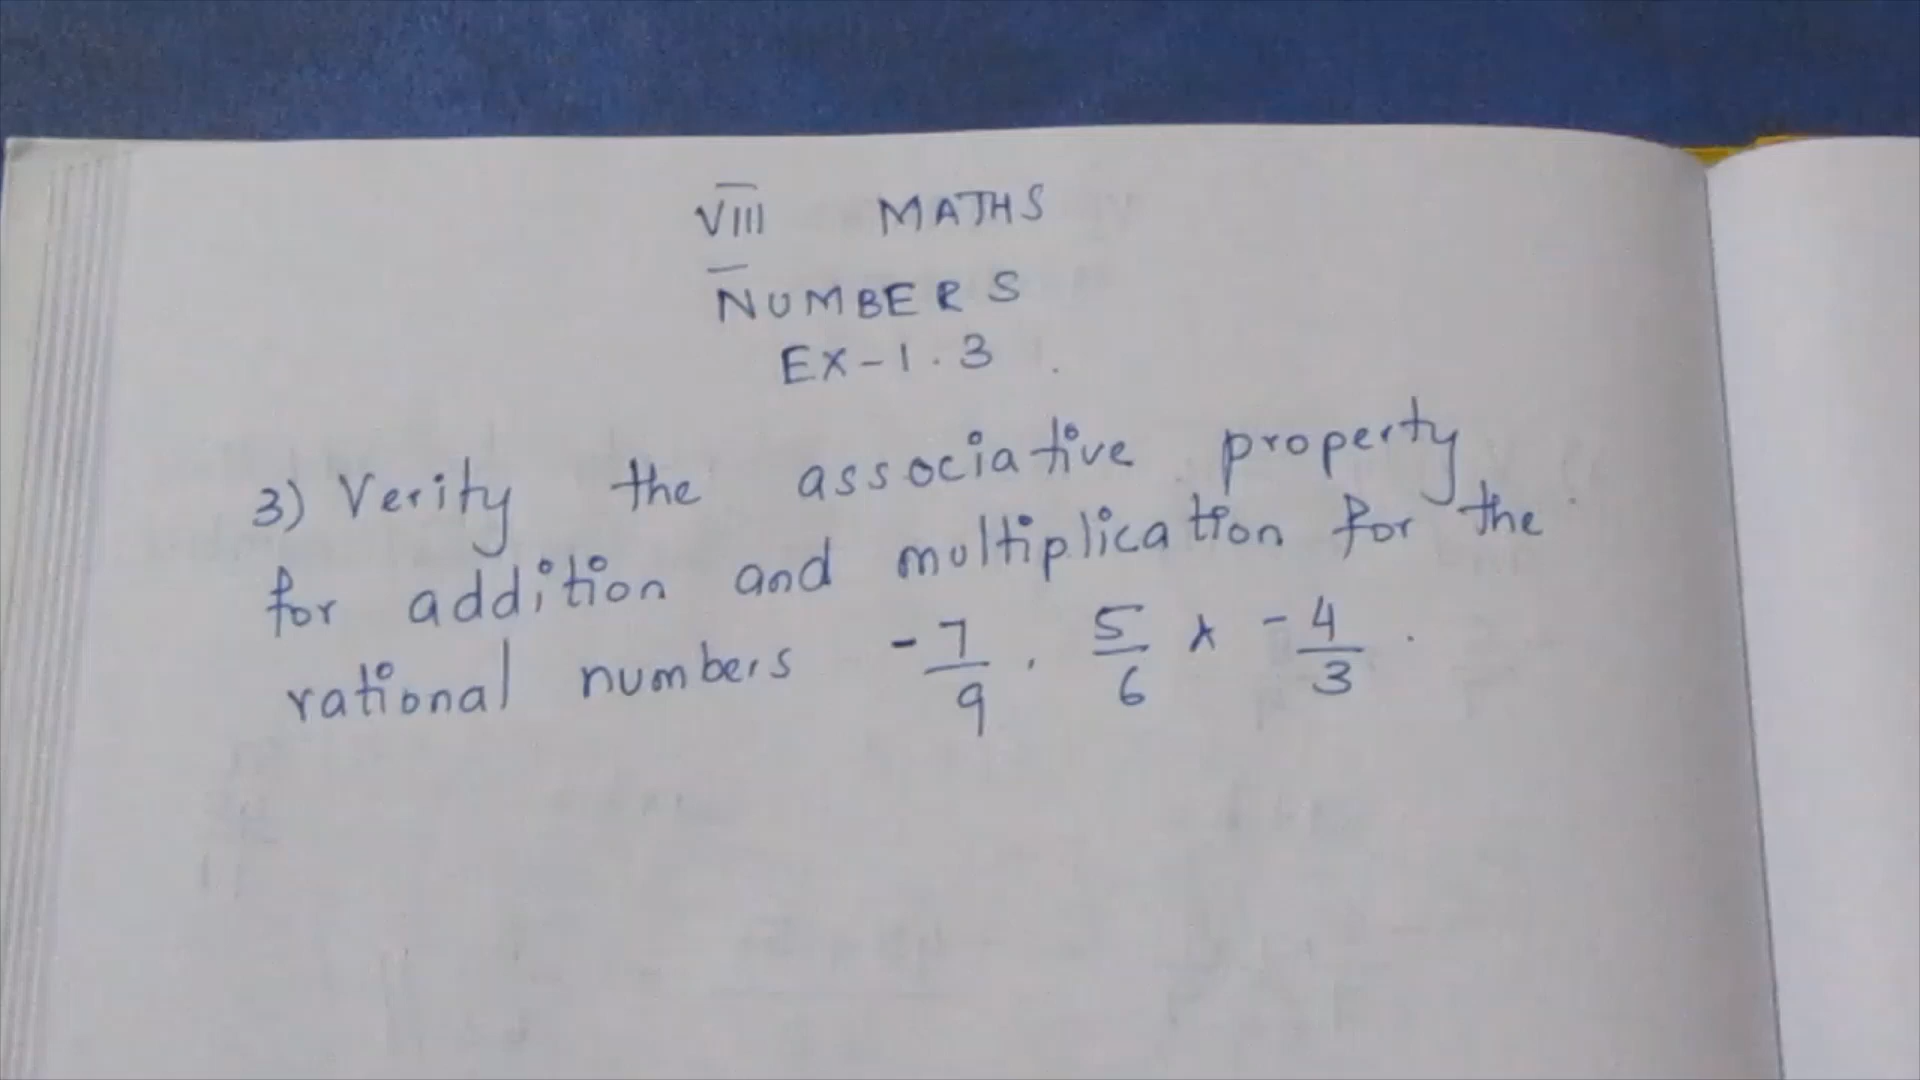 VIII MATHS
NUMBERS
EX-1.3
3) Verity the associative property
for addition and multiplication for the
rational numbers -7/9, 5/6 & -4/3.